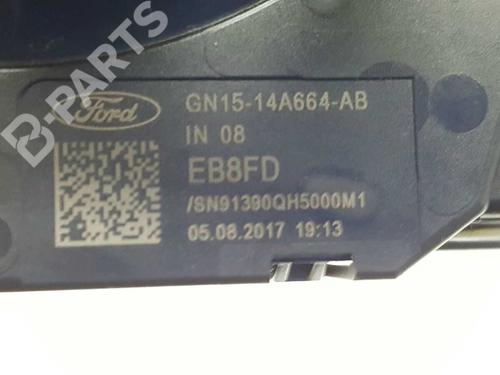 B-PARTS
Ford
GN15-14A664-AB
IN 08
EB8FD
/SN91390QH5000M1
05.08.2017 19:13